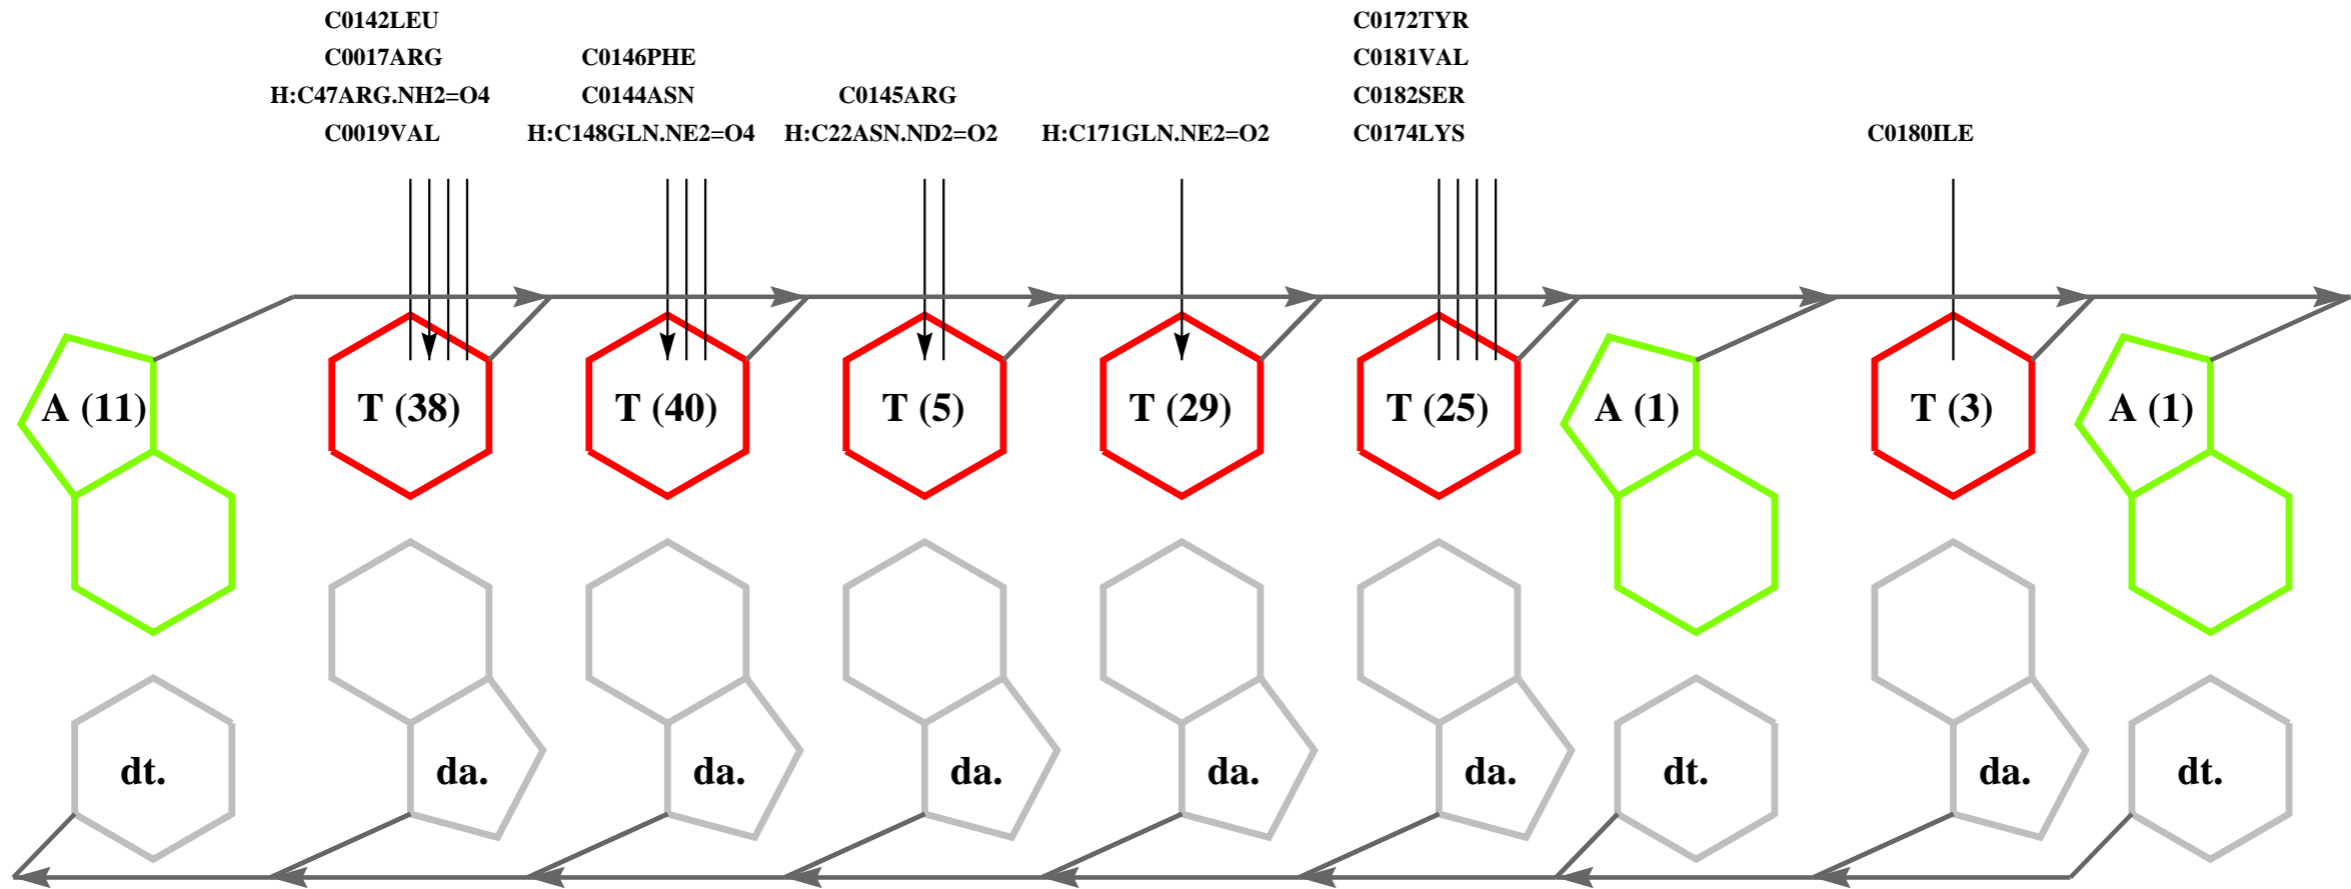 C0142LEU
C0017ARG
H:C47ARG.NH2=O4
C0019VAL
C0146PHE
C0144ASN
H:C148GLN.NE2=O4
C0145ARG
H:C22ASN.ND2=O2
H:C171GLN.NE2=O2
C0172TYR
C0181VAL
C0182SER
C0174LYS
C0180ILE
A (11)
T (38)
T (40)
T (5)
T (29)
T (25)
A (1)
T (3)
A (1)
dt.
da.
da.
da.
da.
da.
dt.
da.
dt.